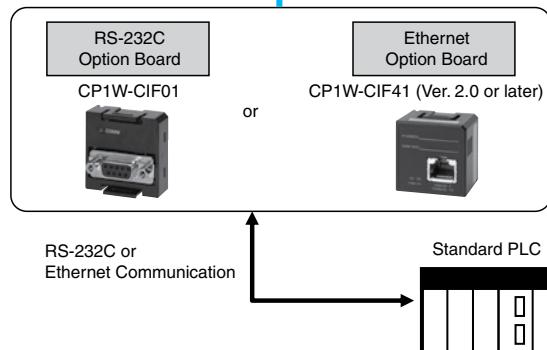 RS-232C
Option Board
Ethernet
Option Board
CP1W-CIF01
or
CP1W-CIF41 (Ver. 2.0 or later)
COMM
RS-232C or
Ethernet Communication
Standard PLC